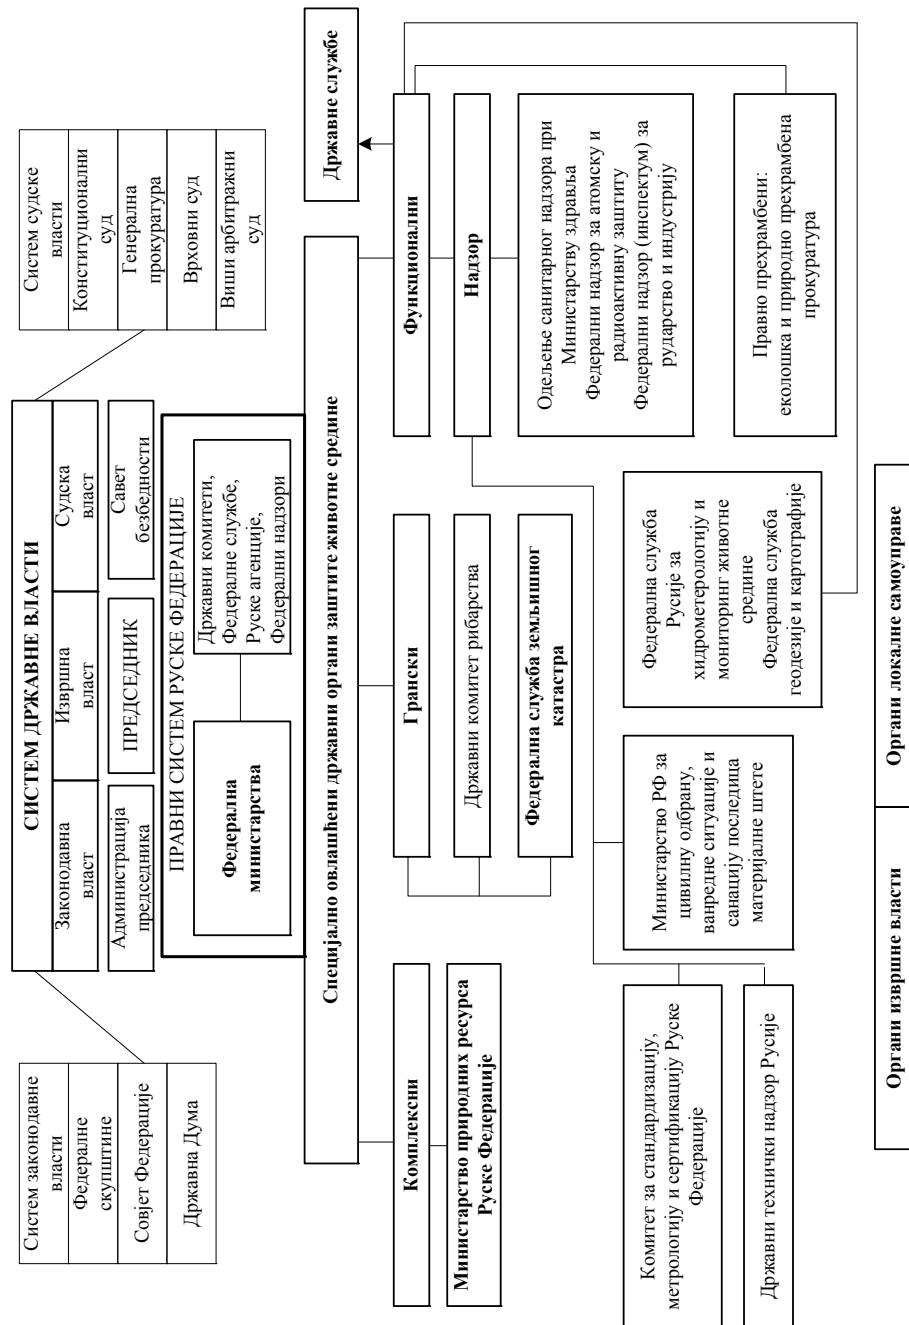 СИСТЕМ ДРЖАВНЕ ВЛАСТИ
Законодавна
власт
Извршна
власт
Судска
власт
Администрација
председника
ПРЕДСЕДНИК
Савет
безбедности
Систем законодавне
власти
Федералне
скупштине
Совјет Федерације
Државна Дума
Систем судске
власти
Конституционални
суд
Генерална
прокуратура
Врховни суд
Виши арбитражни
суд
ПРАВНИ СИСТЕМ РУСКЕ ФЕДЕРАЦИЈЕ
Федерална
министарства
Државни комитети,
Федералне службе,
Руске агенције,
Федерални надзори
Специјално овлашћени државни органи заштите животне средине
Државне службе
Комплексни
Министарство природних ресурса
Руске Федерације
Грански
Државни комитет рибарства
Федерална служба земљишног
катастра
Функционални
Надзор
Одељење санитарног надзора при
Министарству здравља
Федерални надзор за атомску и
радиоактивну заштиту
Федерални надзор (инспектум) за
рударство и индустрију
Правно прехрамбени:
еколошка и природно прехрамбена
прокуратура
Комитет за стандардизацију,
метрологију и сертификацију Руске
Федерације
Државни технички надзор Русије
Министарство РФ за
цивилну одбрану,
ванредне ситуације и
санацију последица
материјалне штете
Федерална служба
Русије за
хидрометерологију и
мониторинг животне
средине
Федерална служба
геодезије и картографије
Органи извршне власти
Органи локалне самоуправе